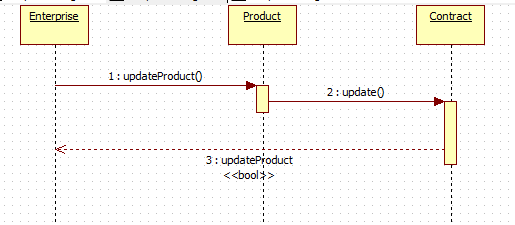 Enterprise
Product
Contract
1 : updateProduct()
2 : update()
3 : updateProduct
<<bool>>